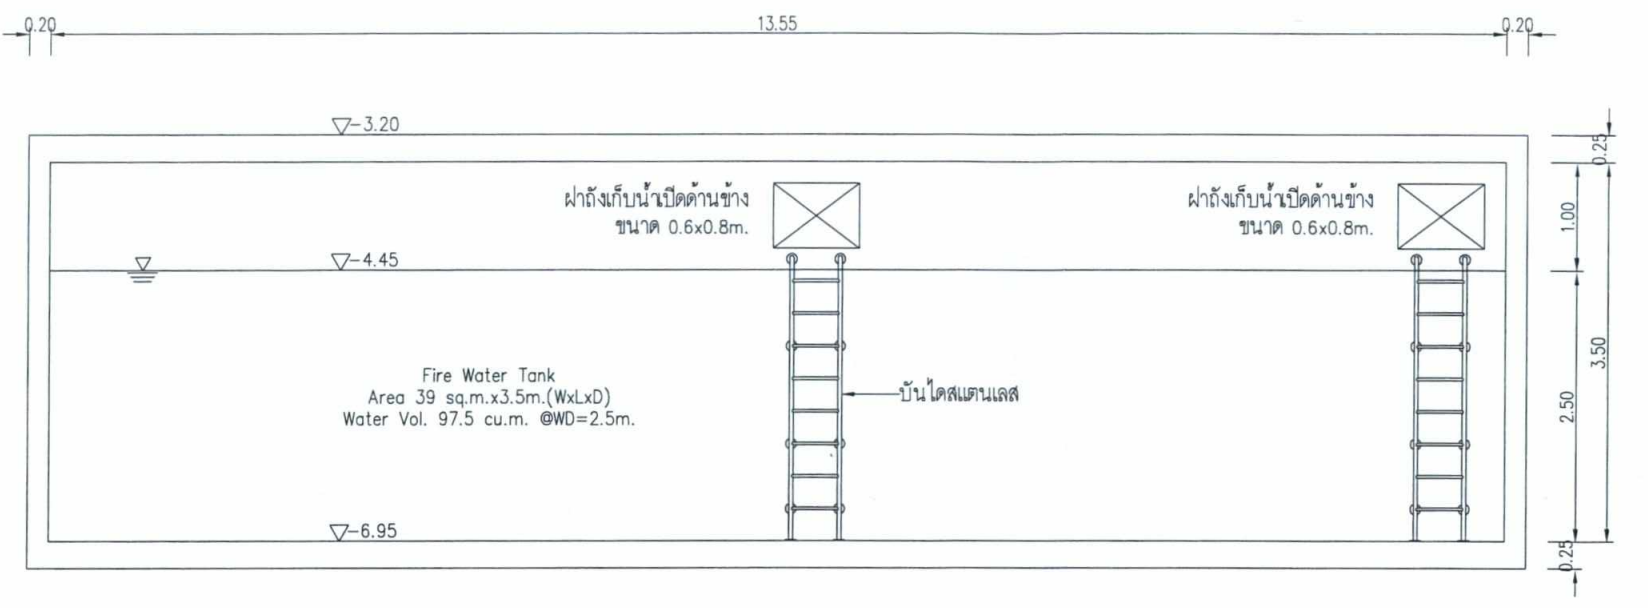 0.20
13.55
0.20
-3.20
0.25
ฝาถังเก็บน้ำเปิดด้านข้าง
ขนาด 0.6x0.8m.
ฝาถังเก็บน้ำเปิดด้านข้าง
ขนาด 0.6x0.8m.
1.00
-4.45
3.50
Fire Water Tank
Area 39 sq.m.x3.5m.(WxLxD)
Water Vol. 97.5 cu.m. @WD=2.5m.
บันไดสแตนเลส
2.50
-6.95
0.25